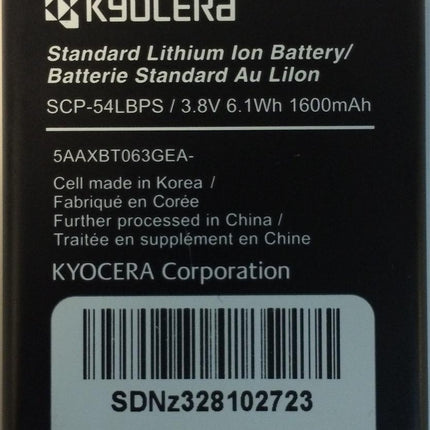 KYOCERa
Standard Lithium Ion Battery/
Batterie Standard Au LiIon
SCP-54LBPS / 3.8V 6.1Wh 1600mAh
5AAXBT063GEA-
Cell made in Korea /
Fabriqué en Corée
Further processed in China /
Traitée en supplément en Chine
KYOCERA Corporation
SDNz328102723